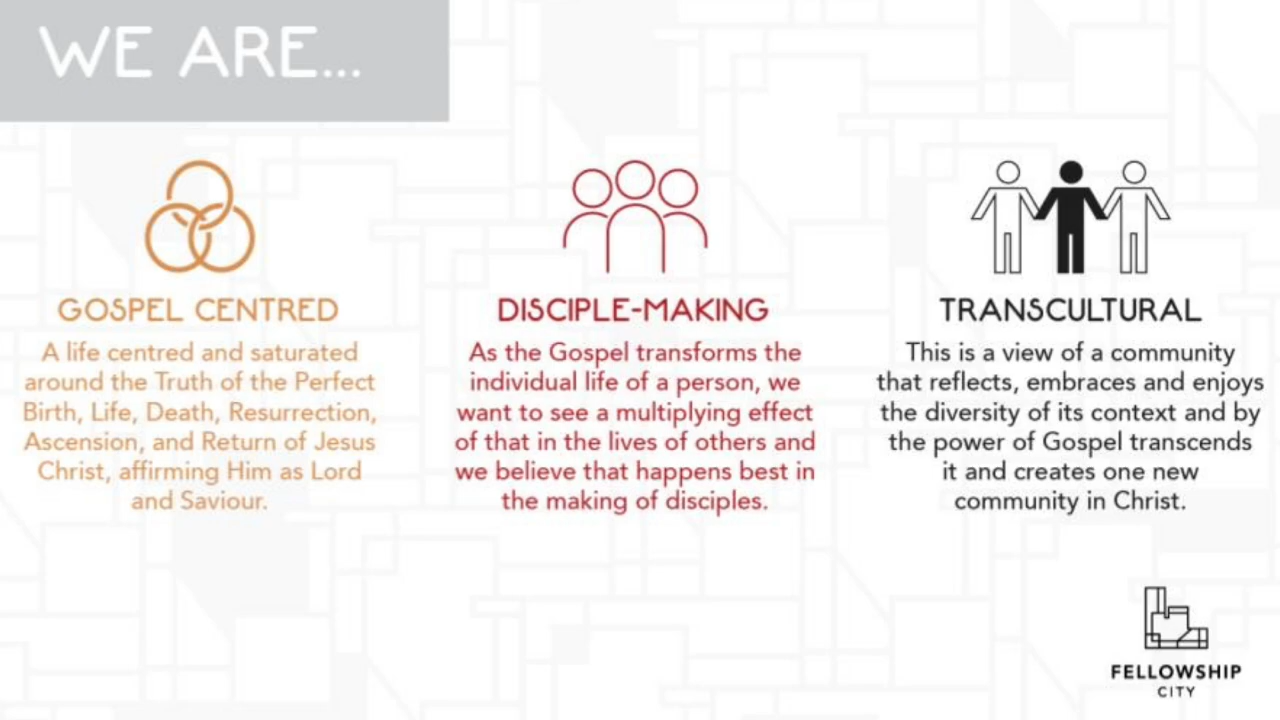 WE ARE...
GOSPEL CENTRED
A life centred and saturated
around the Truth of the Perfect
Birth, Life, Death, Resurrection,
Ascension, and Return of Jesus
Christ, affirming Him as Lord
and Saviour.
DISCIPLE-MAKING
As the Gospel transforms the
individual life of a person, we
want to see a multiplying effect
of that in the lives of others and
we believe that happens best in
the making of disciples.
TRANSCULTURAL
This is a view of a community
that reflects, embraces and enjoys
the diversity of its context and by
the power of Gospel transcends
it and creates one new
community in Christ.
FELLOWSHIP
CITY